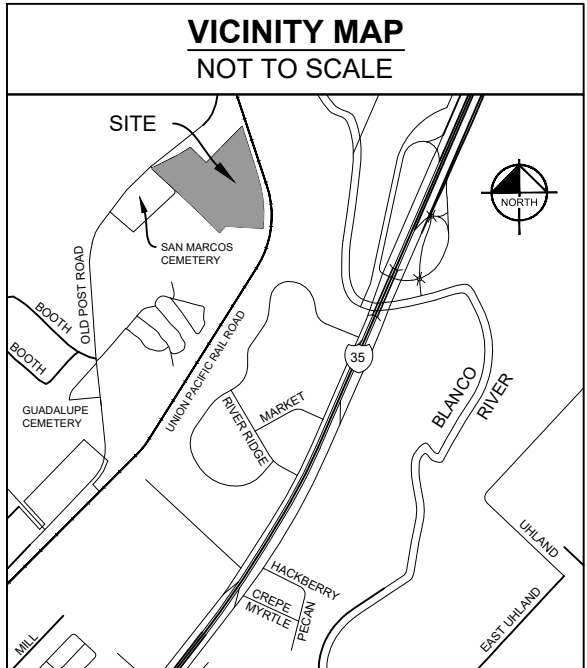 VICINITY MAP
NOT TO SCALE
SITE
NORTH
SAN MARCOS
CEMETERY
OLD POST ROAD
BOOTH
BOOTH
UNION PACIFIC RAIL ROAD
35
GUADALUPE
CEMETERY
MARKET
RIVER RIDGE
BLANCO
RIVER
UHLAND
HACKBERRY
CREPE
MYRTLE
PECAN
EAST UHLAND
MILL